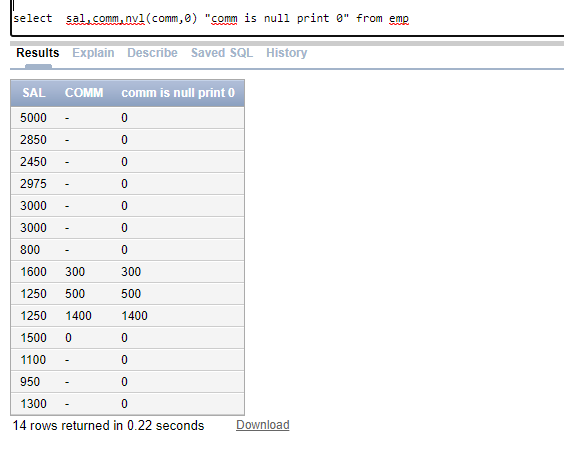 select  sal,comm,nvl(comm,0) "comm is null print 0" from emp
Results Explain Describe Saved SQL History
SAL COMM comm is null print 0
5000 - 0
2850 - 0
2450 - 0
2975 - 0
3000 - 0
3000 - 0
800 - 0
1600 300 300
1250 500 500
1250 1400 1400
1500 0 0
1100 - 0
950 - 0
1300 - 0
14 rows returned in 0.22 seconds Download